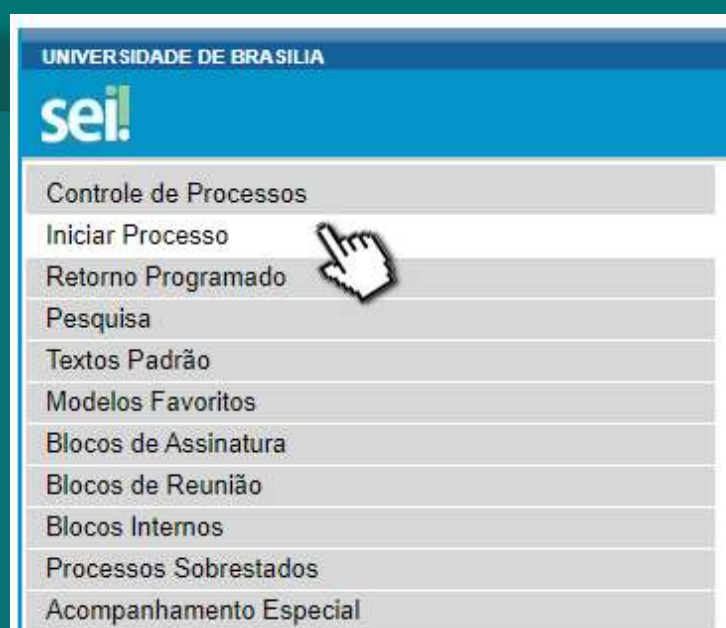 UNIVERSIDADE DE BRASILIA
sei!
Controle de Processos
Iniciar Processo
Retorno Programado
Pesquisa
Textos Padrão
Modelos Favoritos
Blocos de Assinatura
Blocos de Reunião
Blocos Internos
Processos Sobrestados
Acompanhamento Especial